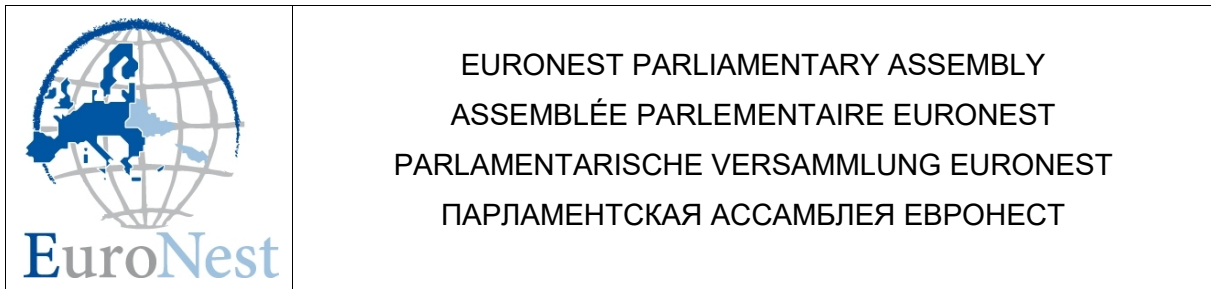 EuroNest
EURONEST PARLIAMENTARY ASSEMBLY
ASSEMBLÉE PARLEMENTAIRE EURONEST
PARLAMENTARISCHE VERSAMMLUNG EURONEST
ПАРЛАМЕНТСКАЯ АССАМБЛЕЯ ЕВРОНЕСТ